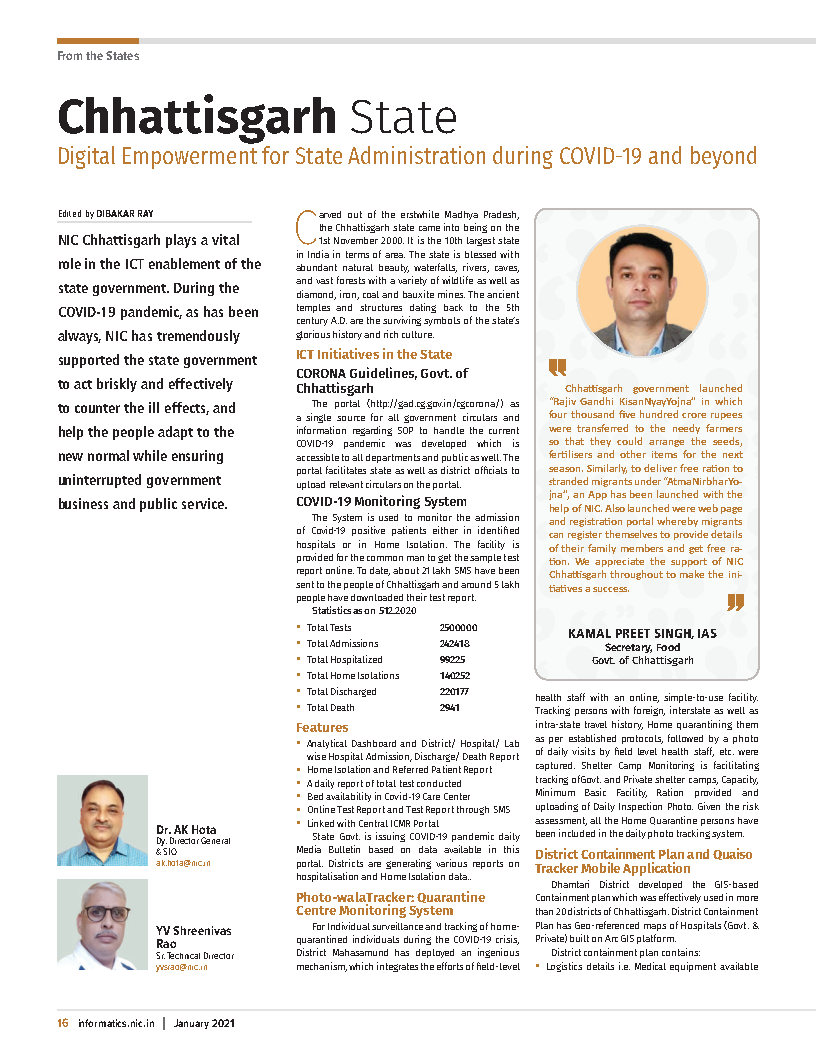 From the States
Chhattisgarh State
Digital Empowerment for State Administration during COVID-19 and beyond
Edited by DIBAKAR RAY
NIC Chhattisgarh plays a vital
role in the ICT enablement of the
state government. During the
COVID-19 pandemic, as has been
always, NIC has tremendously
supported the state government
to act briskly and effectively
to counter the ill effects, and
help the people adapt to the
new normal while ensuring
uninterrupted government
business and public service.
Dr. AK Hota
Dy. Director General
& SIO
ak.hota@nic.in
YV Shreenivas
Rao
Sr. Technical Director
yvsrao@nic.in
Carved out of the erstwhile Madhya Pradesh,
the Chhattisgarh state came into being on the
1st November 2000. It is the 10th largest state
in India in terms of area. The state is blessed with
abundant natural beauty, waterfalls, rivers, caves,
and vast forests with a variety of wildlife as well as
diamond, iron, coal and bauxite mines. The ancient
temples and structures dating back to the 5th
century A.D. are the surviving symbols of the state's
glorious history and rich culture.
ICT Initiatives in the State
CORONA Guidelines, Govt. of
Chhattisgarh
The portal (http://gad.cg.gov.in/cgcorona/) as
a single source for all government circulars and
information regarding SOP to handle the current
COVID-19 pandemic was developed which is
accessible to all departments and public as well. The
portal facilitates state as well as district officials to
upload relevant circulars on the portal.
COVID-19 Monitoring System
The System is used to monitor the admission
of Covid-19 positive patients either in identified
hospitals or in Home Isolation. The facility is
provided for the common man to get the sample test
report online. To date, about 21 lakh SMS have been
sent to the people of Chhattisgarh and around 5 lakh
people have downloaded their test report.
Statistics as on 5.12.2020
• Total Tests 2500000
• Total Admissions 242418
• Total Hospitalized 99225
• Total Home Isolations 140252
• Total Discharged 220177
• Total Death 2941
Features
• Analytical Dashboard and District/ Hospital/ Lab
wise Hospital Admission, Discharge/ Death Report
• Home Isolation and Referred Patient Report
• A daily report of total test conducted
• Bed availability in Covid-19 Care Center
• Online Test Report and Test Report through SMS
• Linked with Central ICMR Portal
State Govt. is issuing COVID-19 pandemic daily
Media Bulletin based on data available in this
portal. Districts are generating various reports on
hospitalisation and Home Isolation data..
Photo-walaTracker: Quarantine
Centre Monitoring System
For Individual surveillance and tracking of home-
quarantined individuals during the COVID-19 crisis,
District Mahasamund has deployed an ingenious
mechanism, which integrates the efforts of field-level
Chhattisgarh government launched
"Rajiv Gandhi KisanNyayYojna" in which
four thousand five hundred crore rupees
were transferred to the needy farmers
so that they could arrange the seeds,
fertilisers and other items for the next
season. Similarly, to deliver free ration to
stranded migrants under "AtmaNirbharYo-
jna", an App has been launched with the
help of NIC. Also launched were web page
and registration portal whereby migrants
can register themselves to provide details
of their family members and get free ra-
tion. We appreciate the support of NIC
Chhattisgarh throughout to make the ini-
tiatives a success.
KAMAL PREET SINGH, IAS
Secretary, Food
Govt. of Chhattisgarh
health staff with an online, simple-to-use facility.
Tracking persons with foreign, interstate as well as
intra-state travel history, Home quarantining them
as per established protocols, followed by a photo
of daily visits by field level health staff, etc. were
captured. Shelter Camp Monitoring is facilitating
tracking ofGovt. and Private shelter camps, Capacity,
Minimum Basic Facility, Ration provided and
uploading of Daily Inspection Photo. Given the risk
assessment, all the Home Quarantine persons have
been included in the daily photo tracking system.
District Containment Plan and Quaiso
Tracker Mobile Application
Dhamtari District developed the GIS-based
Containment plan which was effectively used in more
than 20 districts of Chhattisgarh. District Containment
Plan has Geo-referenced maps of Hospitals (Govt. &
Private) built on Arc GIS platform.
District containment plan contains:
• Logistics details i.e. Medical equipment available
16 informatics.nic.in | January 2021